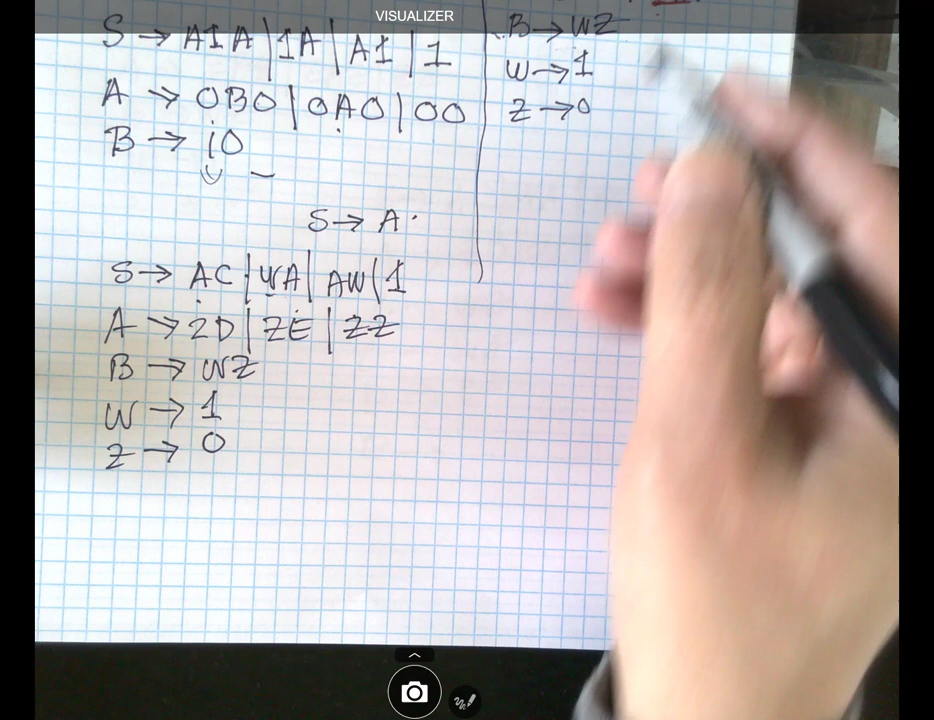 VISUALIZER
S → A1A | 1A | A1 | 1
A → 0B0 | 0A0 | 00
B → 10
S → A
S → AC | WA | AW | 1
A → ZD | ZE | ZZ
B → WZ
W → 1
Z → 0
B → WZ
W → 1
Z → 0